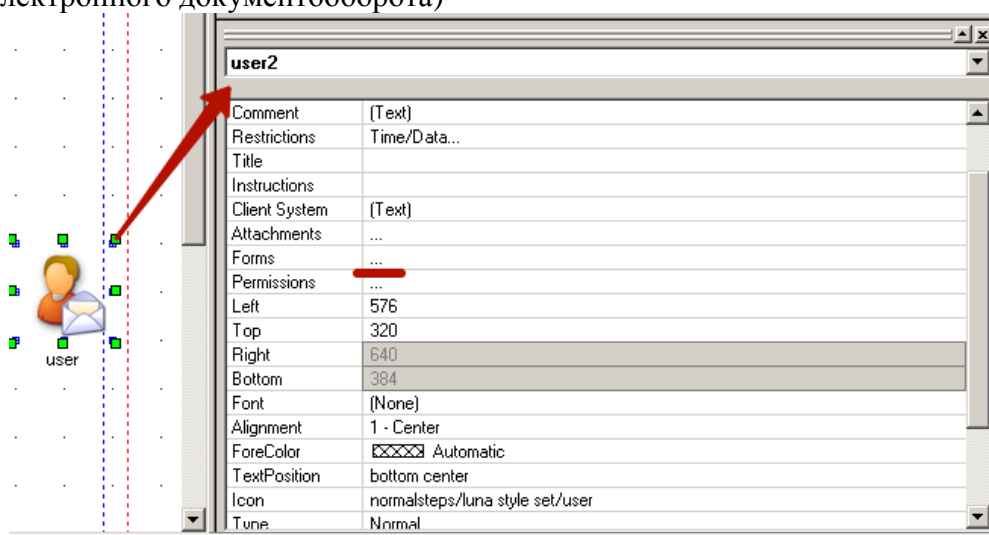 лектронного документооборота)
user2
Comment (Text)
Restrictions Time/Data...
Title
Instructions
Client System (Text)
Attachments ...
Forms ...
Permissions ...
Left 576
Top 320
Right 640
Bottom 384
Font (None)
Alignment 1 - Center
ForeColor Automatic
TextPosition bottom center
Icon normalsteps/luna style set/user
Type Normal
user